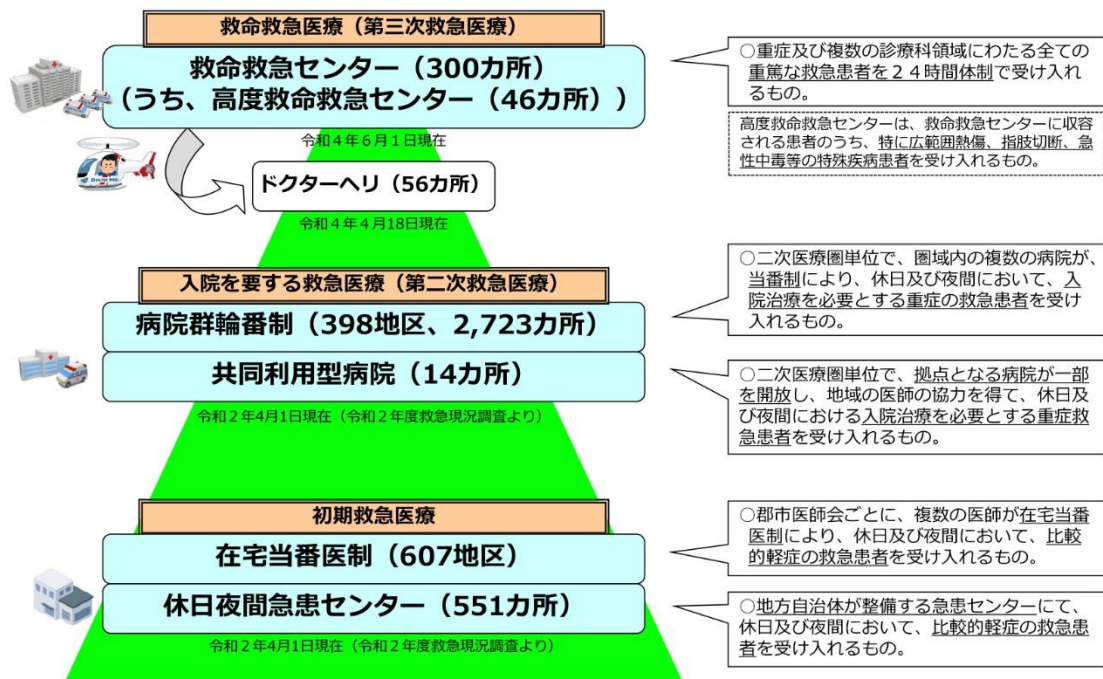 救命救急医療（第三次救急医療）
救命救急センター（300カ所）
（うち、高度救命救急センター（46カ所））
令和４年６月１日現在
ドクターヘリ（56カ所）
令和４年４月18日現在
○重症及び複数の診療科領域にわたる全ての
重篤な救急患者を２４時間体制で受け入れ
るもの。
高度救命救急センターは、救命救急センターに収容
される患者のうち、特に広範囲熱傷、指肢切断、急
性中毒等の特殊疾病患者を受け入れるもの。
入院を要する救急医療（第二次救急医療）
病院群輪番制（398地区、2,723カ所）
共同利用型病院（14カ所）
令和２年4月1日現在（令和２年度救急現況調査より）
○二次医療圏単位で、圏域内の複数の病院が、
当番制により、休日及び夜間において、入
院治療を必要とする重症の救急患者を受け
入れるもの。
○二次医療圏単位で、拠点となる病院が一部
を開放し、地域の医師の協力を得て、休日及
び夜間における入院治療を必要とする重症救
急患者を受け入れるもの。
初期救急医療
在宅当番医制（607地区）
休日夜間急患センター（551カ所）
令和２年4月1日現在（令和２年度救急現況調査より）
○郡市医師会ごとに、複数の医師が在宅当番
医制により、休日及び夜間において、比較
的軽症の救急患者を受け入れるもの。
○地方自治体が整備する急患センターにて、
休日及び夜間において、比較的軽症の救急患
者を受け入れるもの。